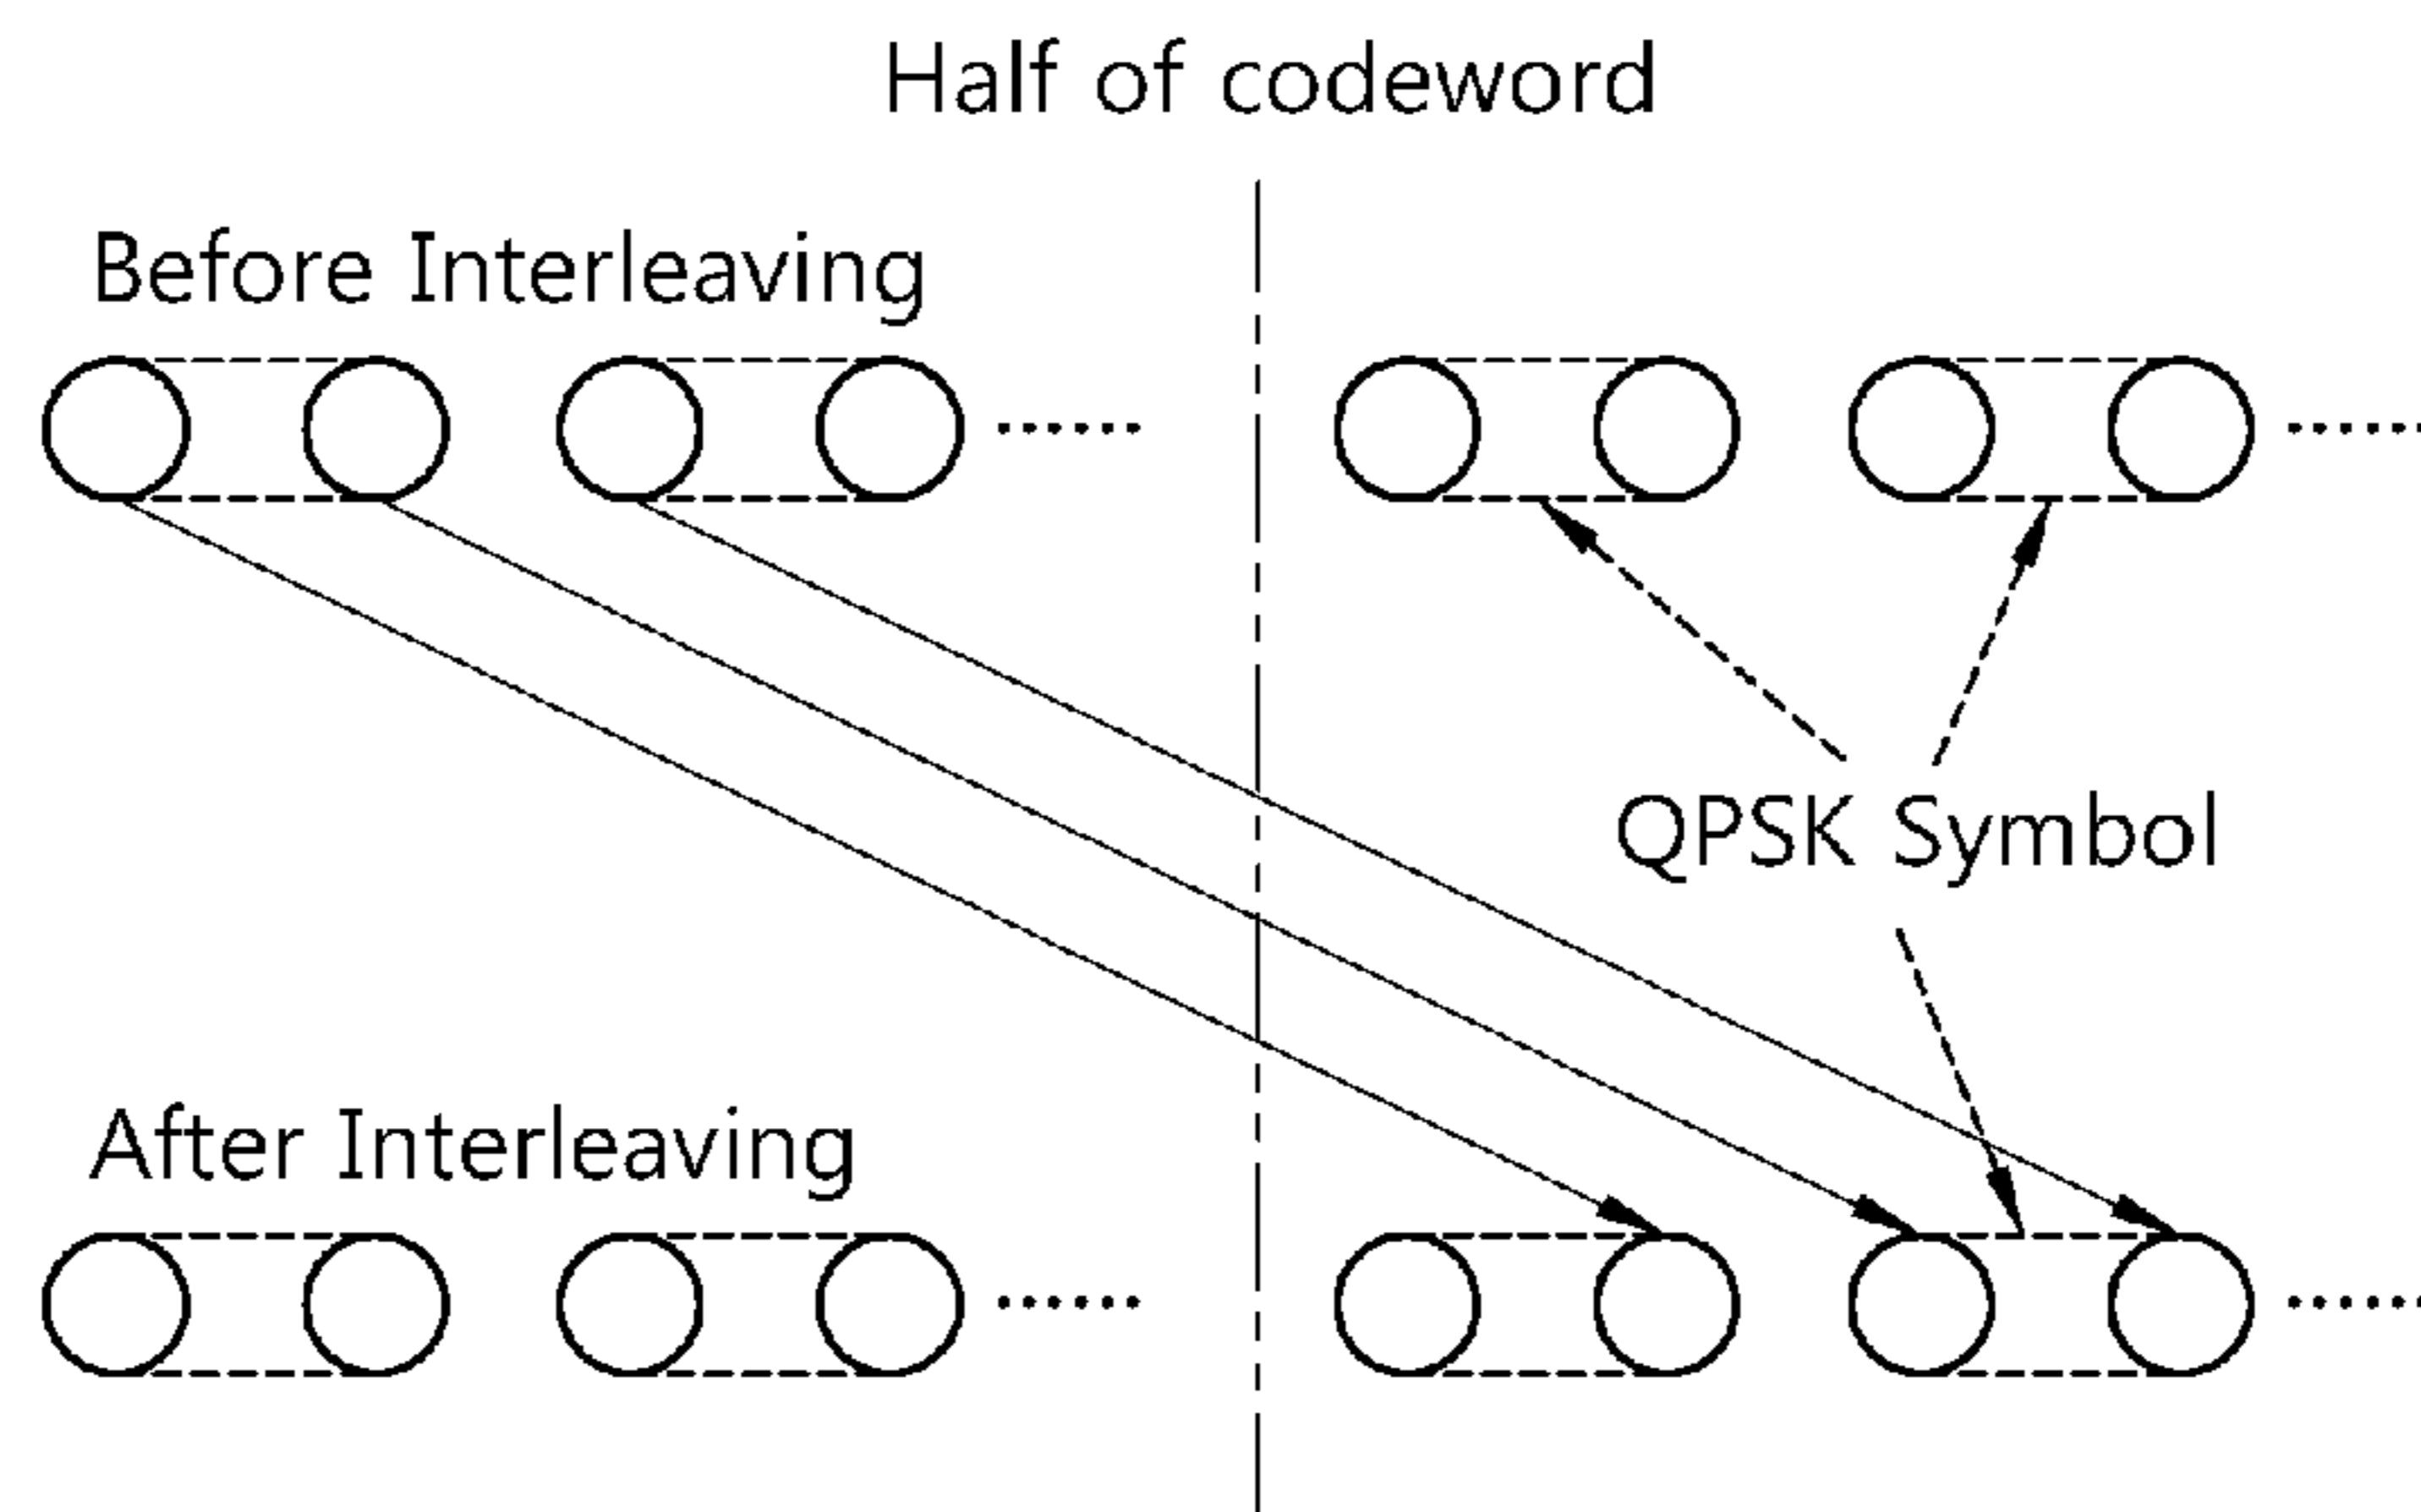 Half of codeword
Before Interleaving
QPSK Symbol
After Interleaving